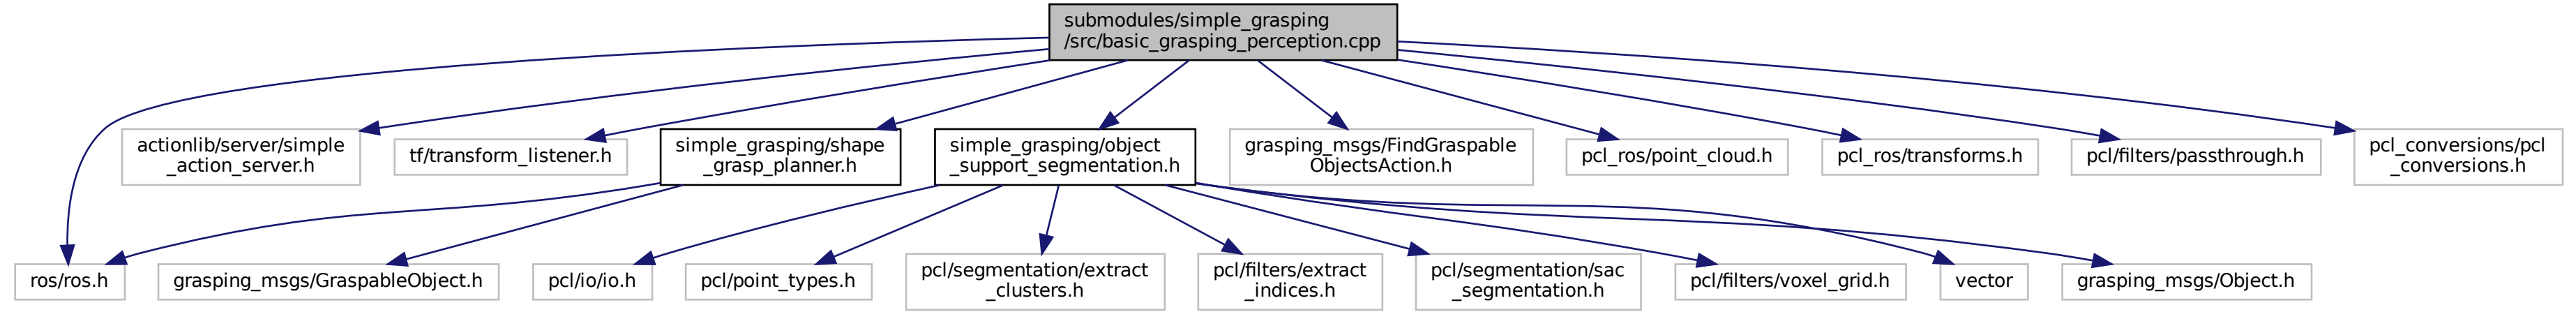 submodules/simple_grasping
/src/basic_grasping_perception.cpp
actionlib/server/simple
_action_server.h
tf/transform_listener.h
simple_grasping/shape
_grasp_planner.h
simple_grasping/object
_support_segmentation.h
grasping_msgs/FindGraspable
ObjectsAction.h
pcl_ros/point_cloud.h
pcl_ros/transforms.h
pcl/filters/passthrough.h
pcl_conversions/pcl
_conversions.h
ros/ros.h
grasping_msgs/GraspableObject.h
pcl/io/io.h
pcl/point_types.h
pcl/segmentation/extract
_clusters.h
pcl/filters/extract
_indices.h
pcl/segmentation/sac
_segmentation.h
pcl/filters/voxel_grid.h
vector
grasping_msgs/Object.h